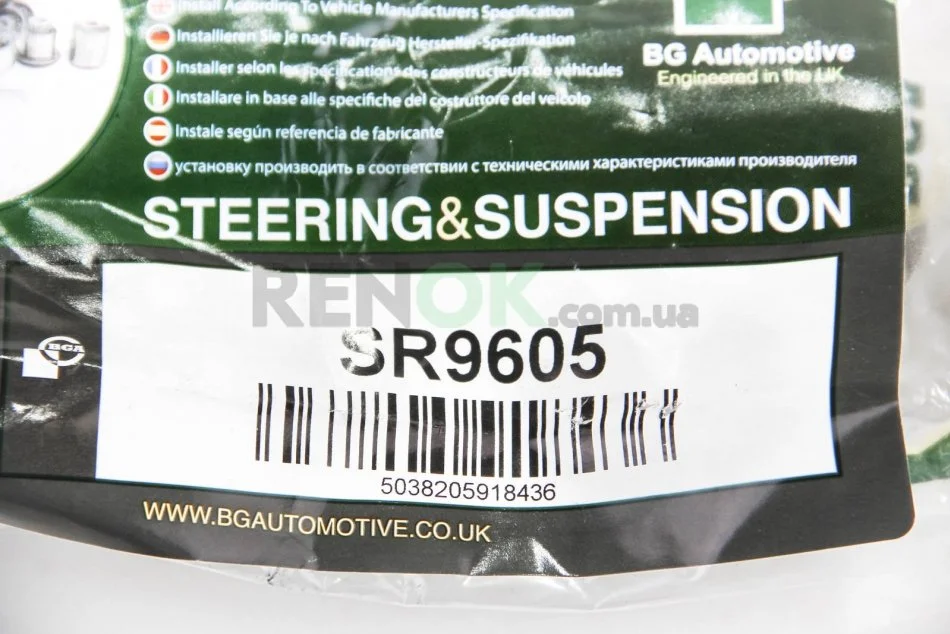 Install According To Vehicle Manufacturers Specification
Installieren Sie Je nach Fahrzeug Hersteller-Spezifikation
Installer selon les spécifications des constructeurs de véhicules
Installare in base alle specifiche del costruttore del veicolo
Instale según referencia de fabricante
установку производить в соответствии с техническими характеристиками производителя
BG Automotive
Engineered in the UK
STEERING&SUSPENSION
RENOK.com.ua
BGA
SR9605
5038205918436
WWW.BGAUTOMOTIVE.CO.UK